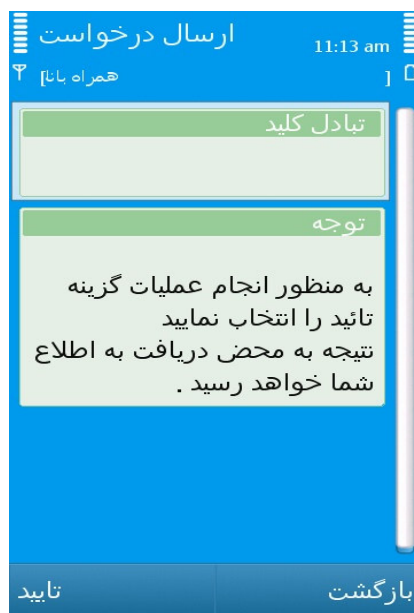 ارسال درخواست
11:13 am
[همراه بانا]
تبادل کلید
توجه
به منظور انجام عملیات گزینه
تائید را انتخاب نمایید
نتیجه به محض دریافت به اطلاع
شما خواهد رسید .
بازگشت
تایید